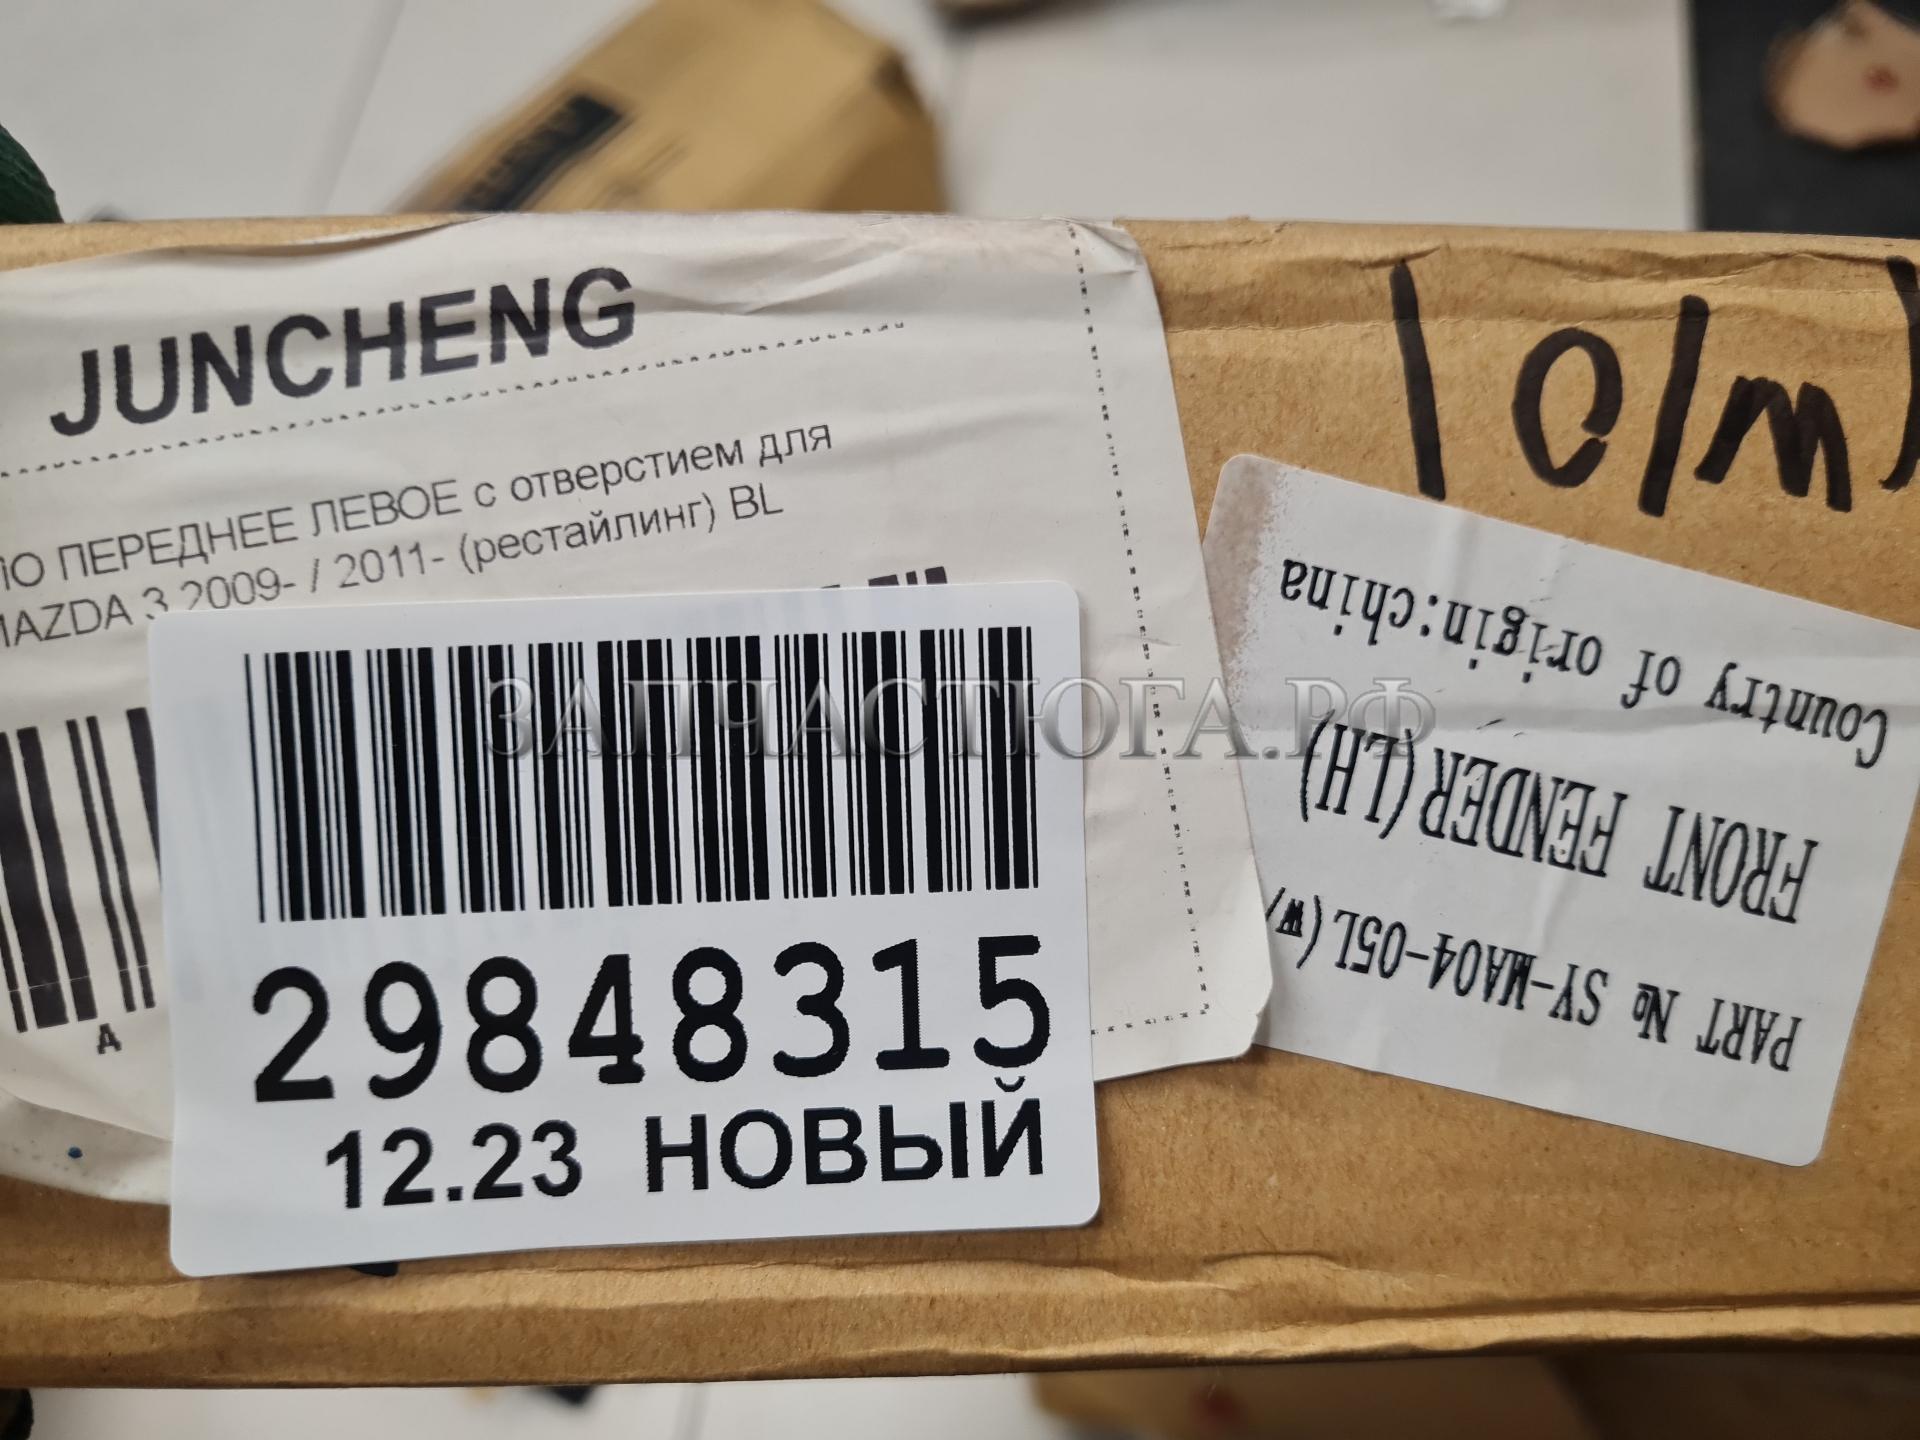 JUNCHENG
ПЕРЕДНЕЕ ЛЕВОЕ с отверстием для
MAZDA 3 2009- / 2011- (рестайлинг) BL
A
29848315
12.23 НОВЫЙ
ЗАПЧАСТЮГА.РФ
Country of origin:china
FRONT FENDER(LH)
PART № SY-MA04-05L(w/